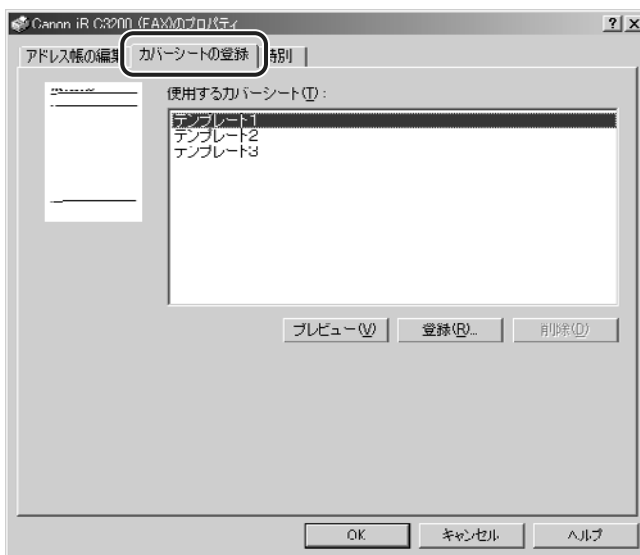 Canon iR C3200 (FAX)のプロパティ
アドレス帳の編集 カバーシートの登録 特別
使用するカバーシート(T):
テンプレート1
テンプレート2
テンプレート3
プレビュー(V) 登録(R)... 削除(D)
OK キャンセル ヘルプ